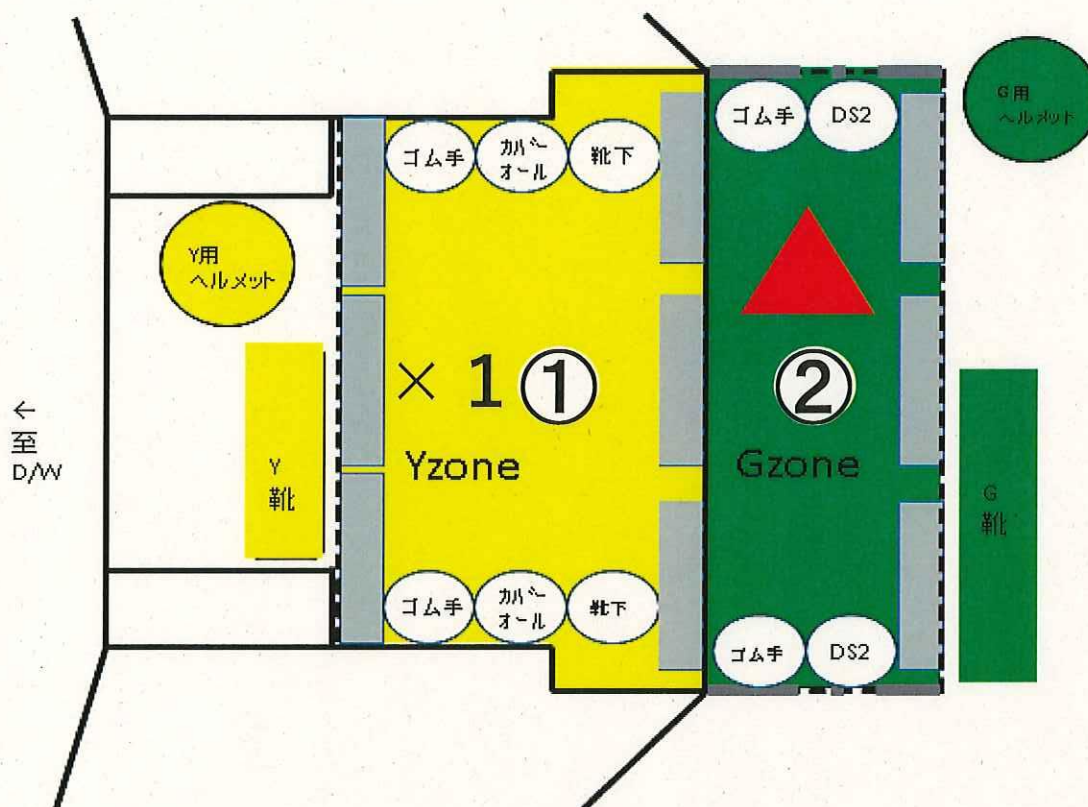 ゴム手
DS2
G用
ヘルメット
ゴム手
カバー
オール
靴下
Y用
ヘルメット
×1 ①
②
Yzone
Gzone
←
至
D/W
Y
靴
G
靴
ゴム手
カバー
オール
靴下
ゴム手
DS2